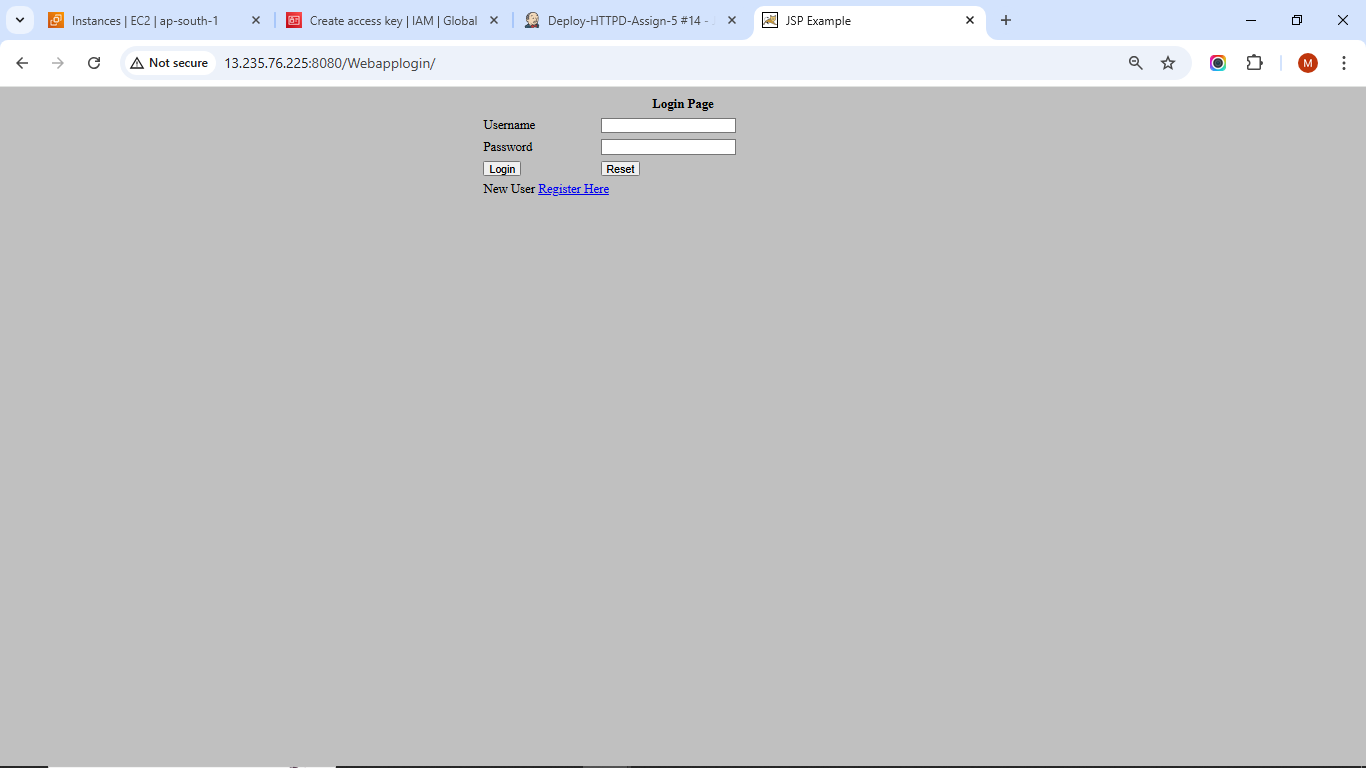 Instances | EC2 | ap-south-1
Create access key | IAM | Global
Deploy-HTTPD-Assign-5 #14 -
JSP Example
Not secure
13.235.76.225:8080/Webapplogin/
M
Login Page
Username
Password
Login Reset
New User Register Here